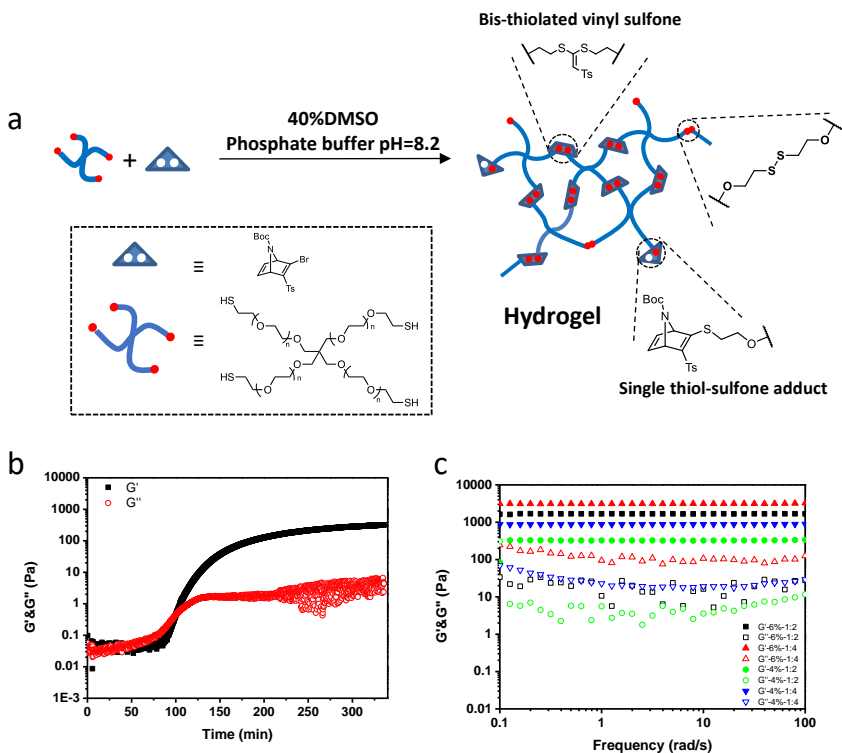 a
Bis-thiolated vinyl sulfone
S
S
Ts
40%DMSO
Phosphate buffer pH=8.2
+
O
S
S
O
≡
Boc
N
Br
Ts
≡
HS
O
n
O
n
SH
O
n
O
n
HS
SH
Hydrogel
Boc
N
S
O
Ts
Single thiol-sulfone adduct
b
G'&G'' (Pa)
10000
1000
100
10
1
0.1
0.01
1E-3
G'
G''
0 50 100 150 200 250 300
Time (min)
c
G'&G'' (Pa)
10000
1000
100
10
1
0.1
0.01
G'-6%-1:2
G''-6%-1:2
G'-6%-1:4
G''-6%-1:4
G'-4%-1:2
G''-4%-1:2
G'-4%-1:4
G''-4%-1:4
0.1 1 10 100
Frequency (rad/s)